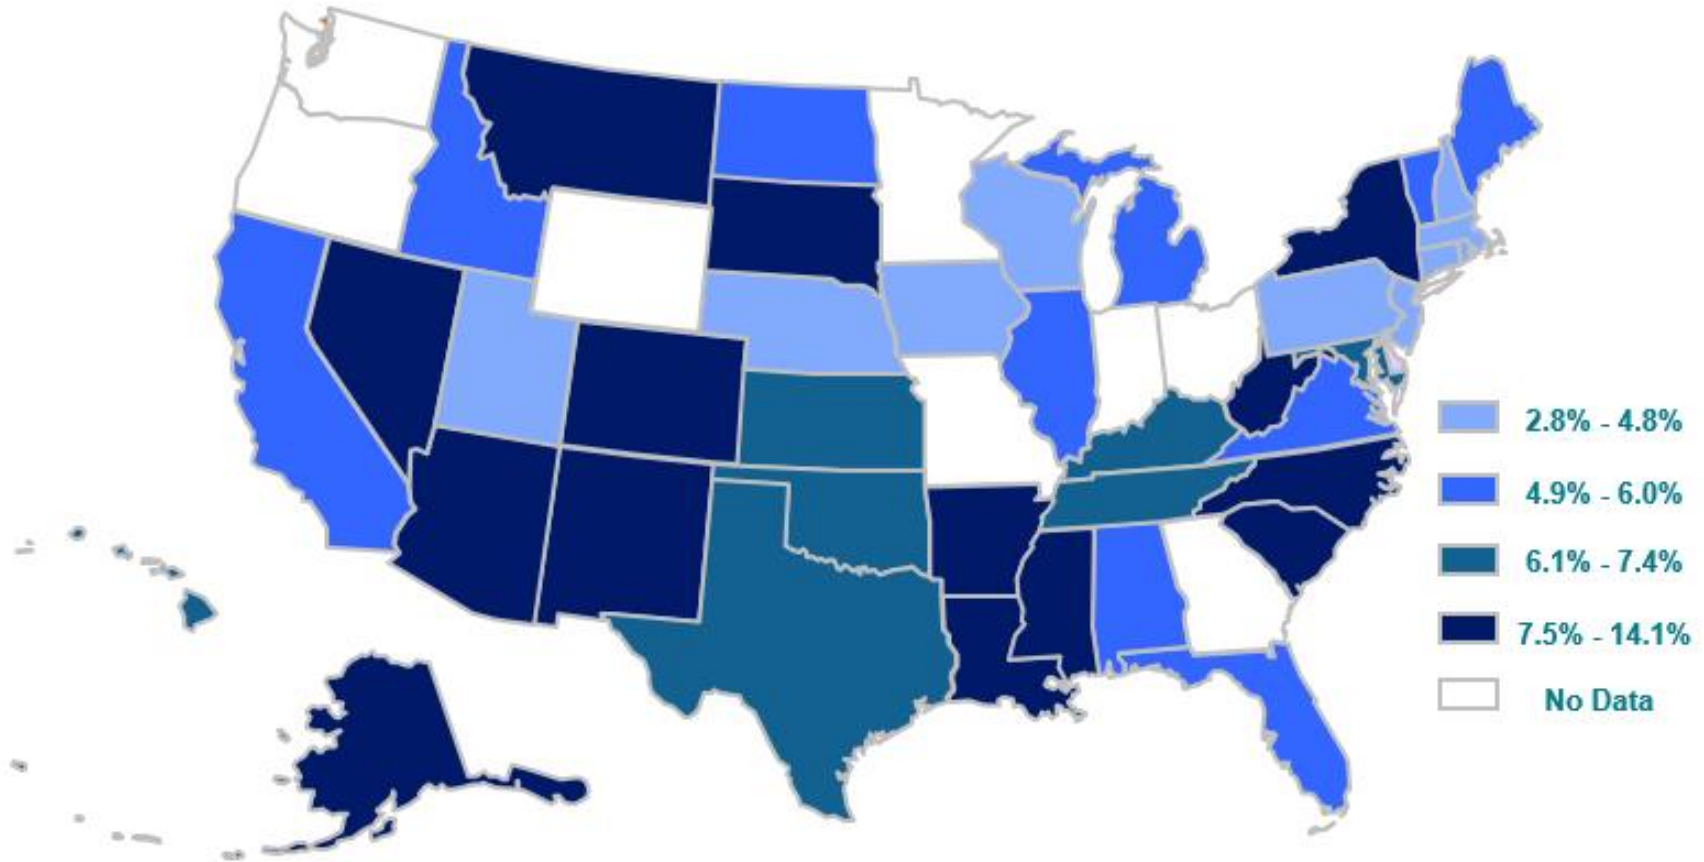 2.8% - 4.8%
4.9% - 6.0%
6.1% - 7.4%
7.5% - 14.1%
No Data